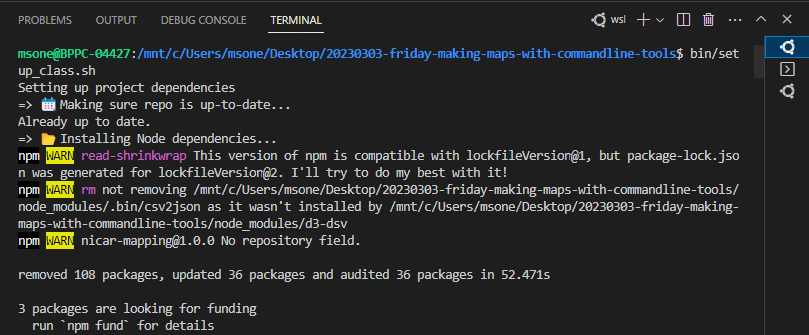 PROBLEMS OUTPUT DEBUG CONSOLE TERMINAL wsl
msone@BPPC-04427:/mnt/c/Users/msone/Desktop/20230303-friday-making-maps-with-commandline-tools$ bin/set
up_class.sh
Setting up project dependencies
=> 📅 Making sure repo is up-to-date...
Already up to date.
=> 📂 Installing Node dependencies...
npm WARN read-shrinkwrap This version of npm is compatible with lockfileVersion@1, but package-lock.jso
n was generated for lockfileVersion@2. I'll try to do my best with it!
npm WARN rm not removing /mnt/c/Users/msone/Desktop/20230303-friday-making-maps-with-commandline-tools/
node_modules/.bin/csv2json as it wasn't installed by /mnt/c/Users/msone/Desktop/20230303-friday-making-
maps-with-commandline-tools/node_modules/d3-dsv
npm WARN nicar-mapping@1.0.0 No repository field.
removed 108 packages, updated 36 packages and audited 36 packages in 52.471s
3 packages are looking for funding
run `npm fund` for details